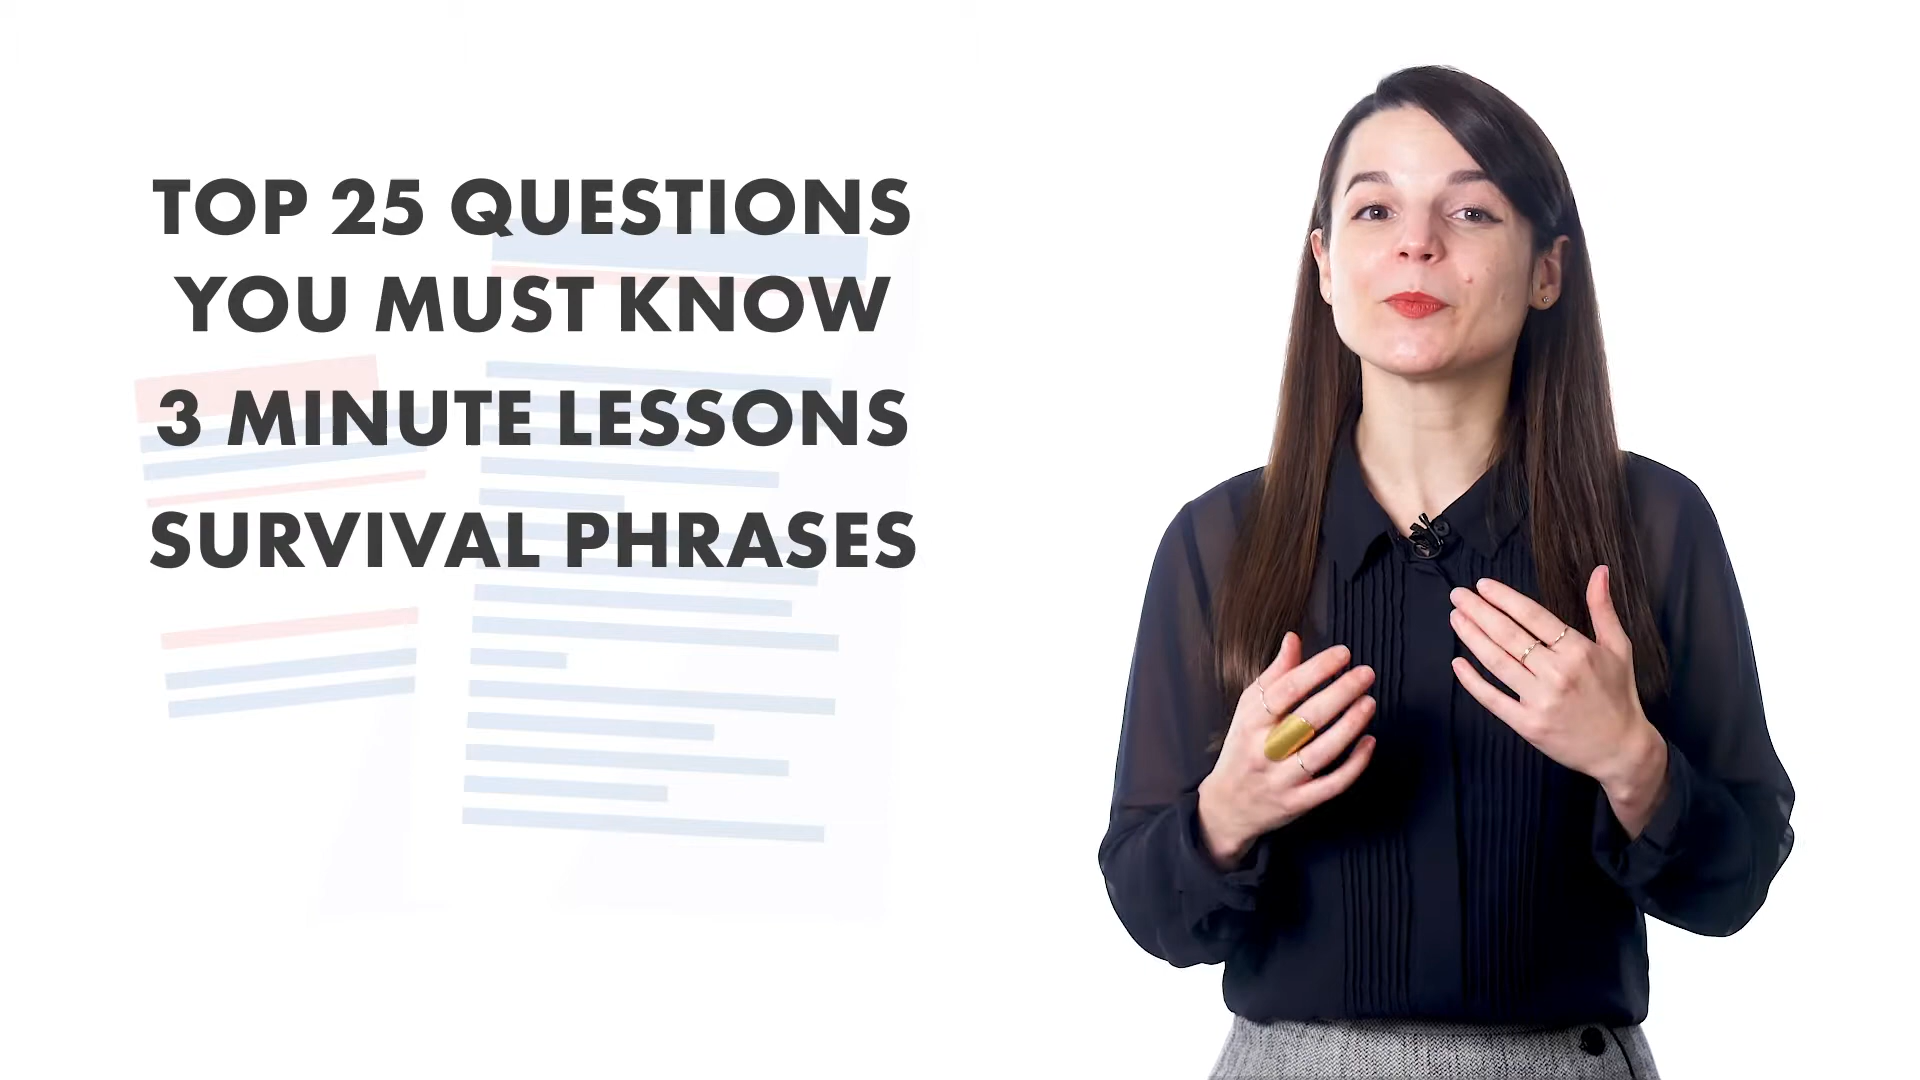 TOP 25 QUESTIONS
YOU MUST KNOW
3 MINUTE LESSONS
SURVIVAL PHRASES